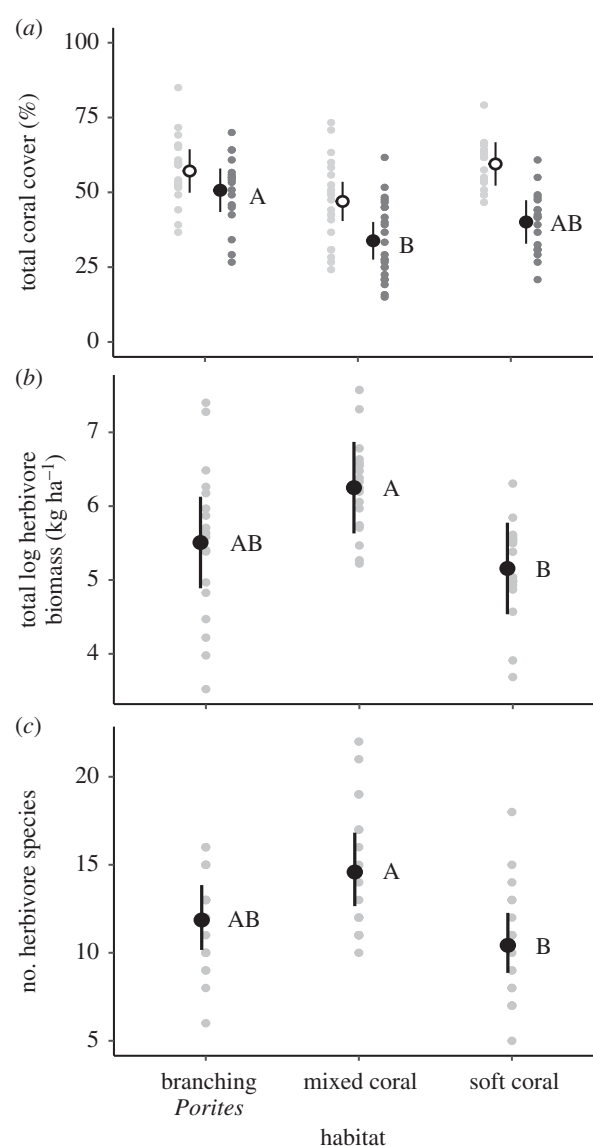 (a)
100
75
50
25
0
total coral cover (%)
A
B
AB
(b)
7
6
5
4
total log herbivore
biomass (kg ha⁻¹)
AB
A
B
(c)
20
15
10
5
no. herbivore species
AB
A
B
branching
Porites
mixed coral
soft coral
habitat